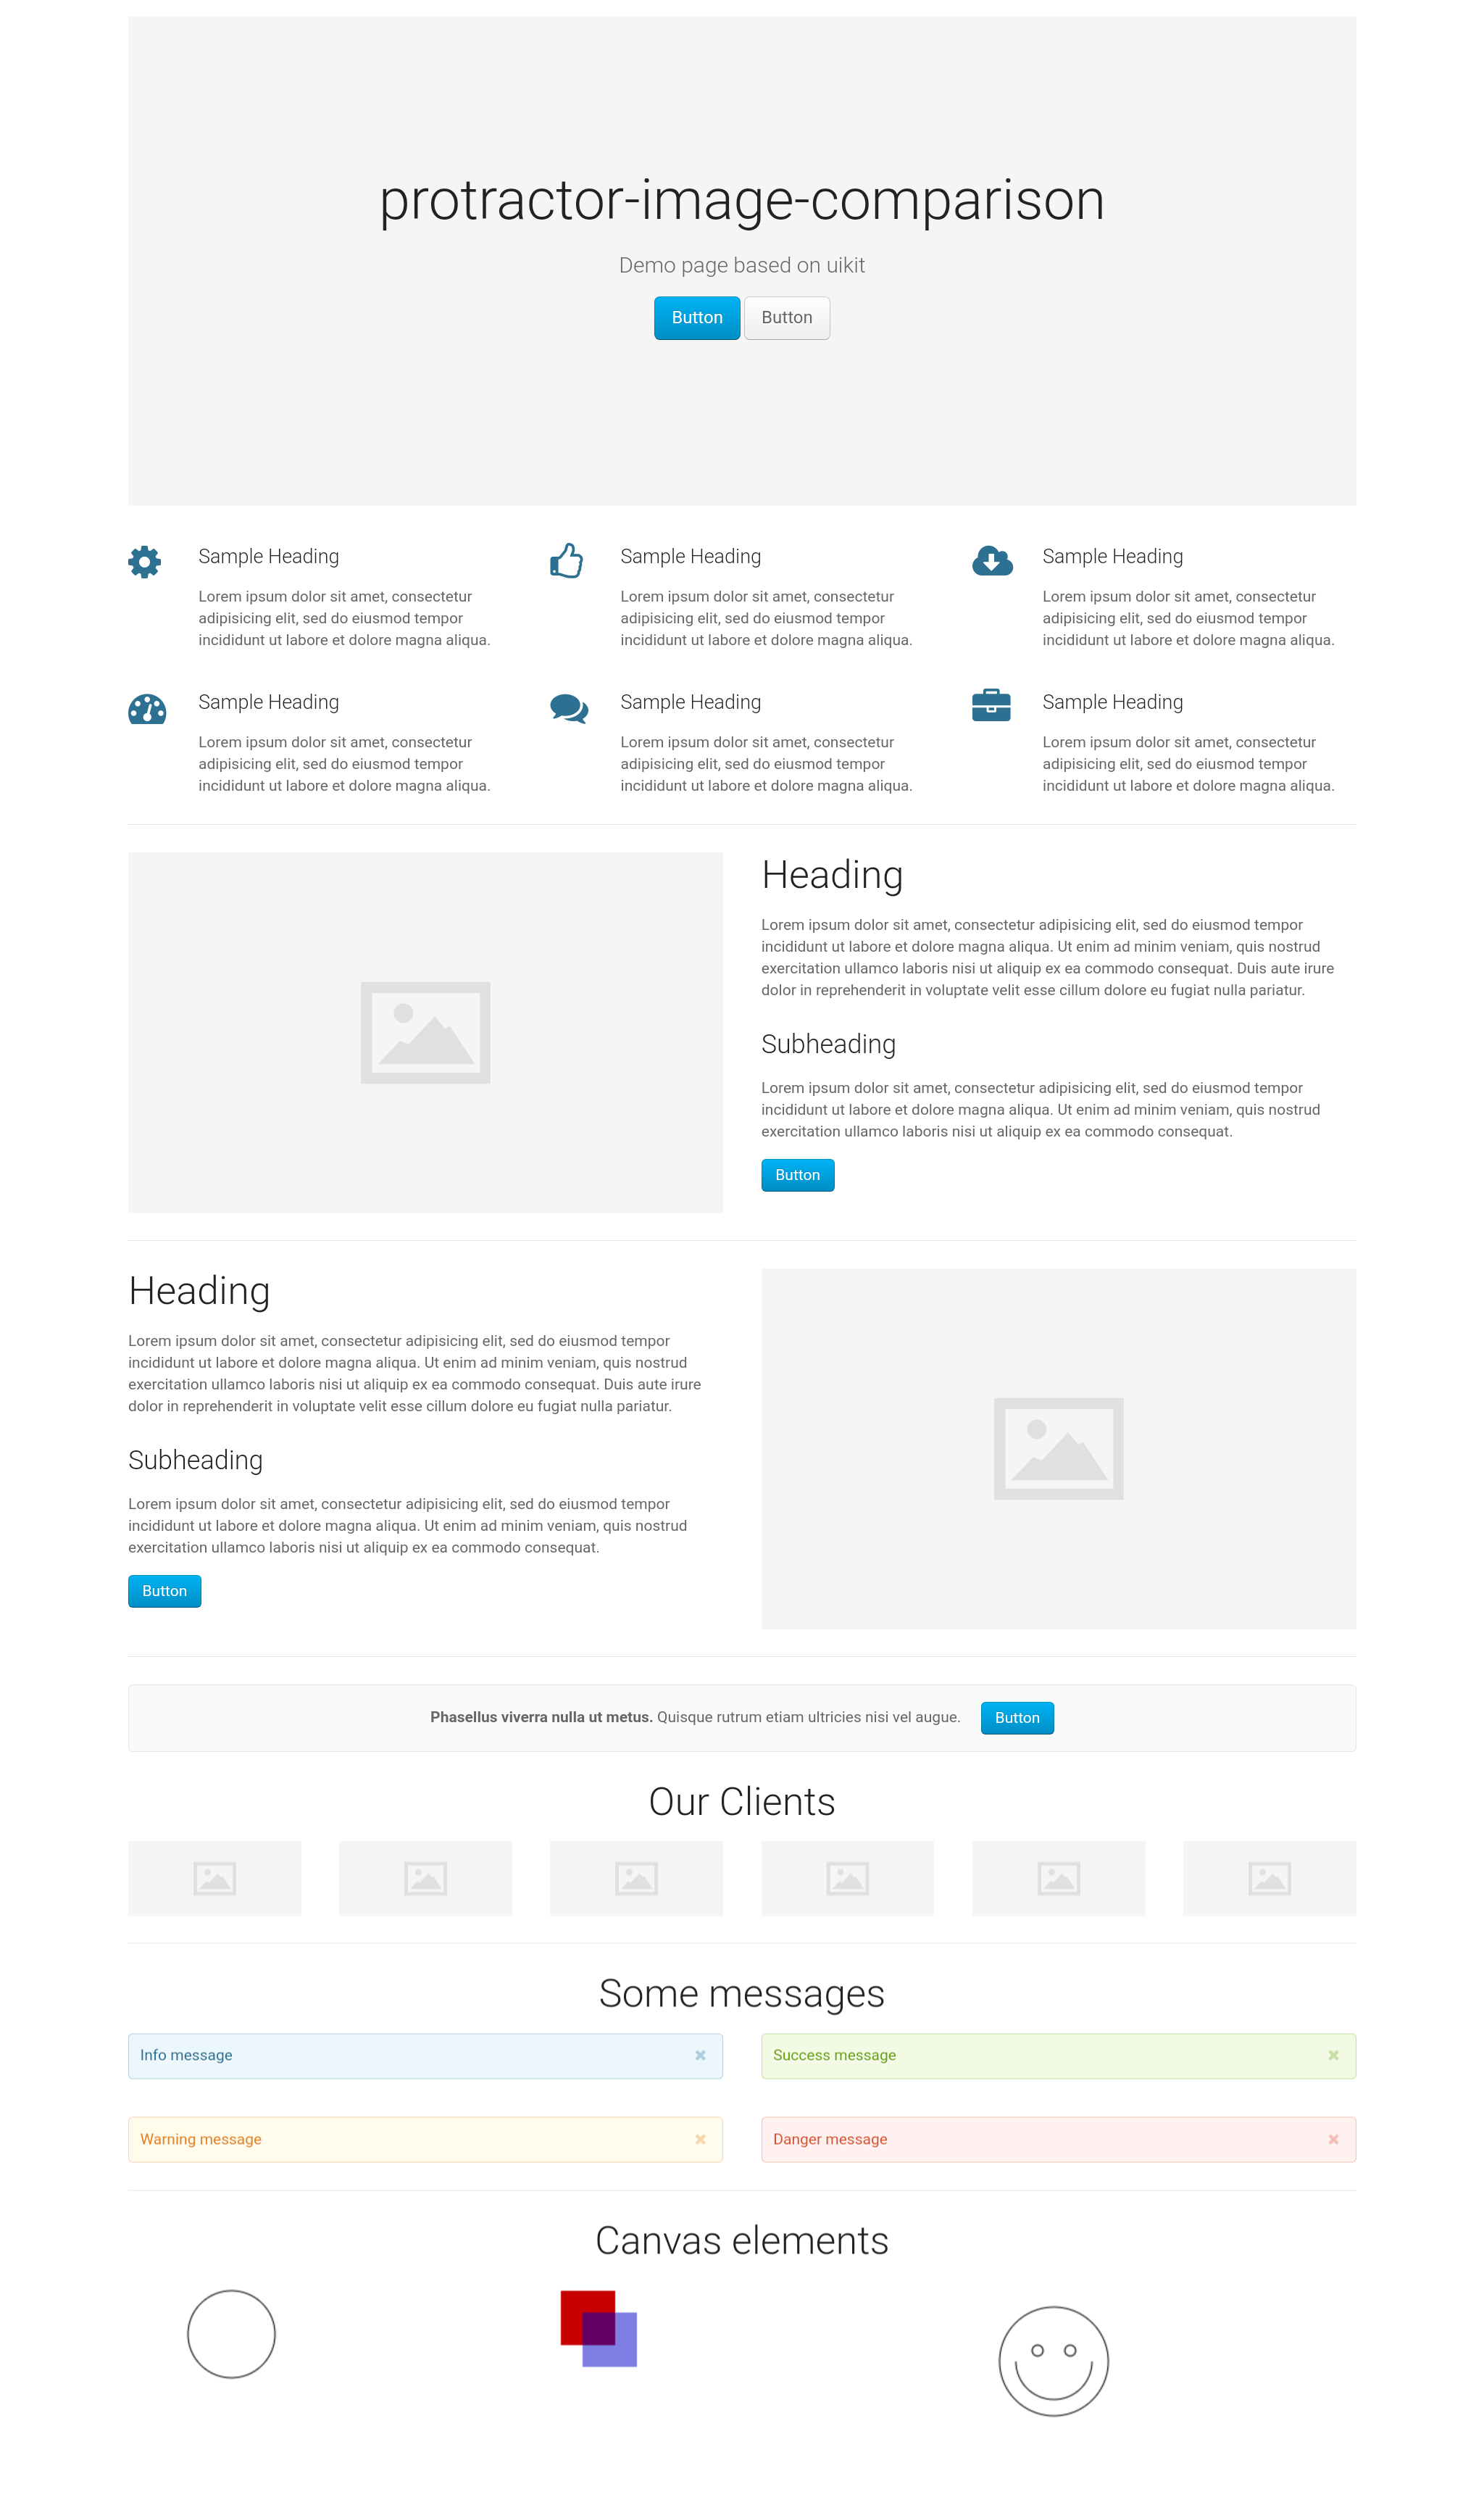 protractor-image-comparison
Demo page based on uikit
Button Button
Sample Heading
Lorem ipsum dolor sit amet, consectetur
adipisicing elit, sed do eiusmod tempor
incididunt ut labore et dolore magna aliqua.
Sample Heading
Lorem ipsum dolor sit amet, consectetur
adipisicing elit, sed do eiusmod tempor
incididunt ut labore et dolore magna aliqua.
Sample Heading
Lorem ipsum dolor sit amet, consectetur
adipisicing elit, sed do eiusmod tempor
incididunt ut labore et dolore magna aliqua.
Sample Heading
Lorem ipsum dolor sit amet, consectetur
adipisicing elit, sed do eiusmod tempor
incididunt ut labore et dolore magna aliqua.
Sample Heading
Lorem ipsum dolor sit amet, consectetur
adipisicing elit, sed do eiusmod tempor
incididunt ut labore et dolore magna aliqua.
Sample Heading
Lorem ipsum dolor sit amet, consectetur
adipisicing elit, sed do eiusmod tempor
incididunt ut labore et dolore magna aliqua.
Heading
Lorem ipsum dolor sit amet, consectetur adipisicing elit, sed do eiusmod tempor
incididunt ut labore et dolore magna aliqua. Ut enim ad minim veniam, quis nostrud
exercitation ullamco laboris nisi ut aliquip ex ea commodo consequat. Duis aute irure
dolor in reprehenderit in voluptate velit esse cillum dolore eu fugiat nulla pariatur.
Subheading
Lorem ipsum dolor sit amet, consectetur adipisicing elit, sed do eiusmod tempor
incididunt ut labore et dolore magna aliqua. Ut enim ad minim veniam, quis nostrud
exercitation ullamco laboris nisi ut aliquip ex ea commodo consequat.
Button
Heading
Lorem ipsum dolor sit amet, consectetur adipisicing elit, sed do eiusmod tempor
incididunt ut labore et dolore magna aliqua. Ut enim ad minim veniam, quis nostrud
exercitation ullamco laboris nisi ut aliquip ex ea commodo consequat. Duis aute irure
dolor in reprehenderit in voluptate velit esse cillum dolore eu fugiat nulla pariatur.
Subheading
Lorem ipsum dolor sit amet, consectetur adipisicing elit, sed do eiusmod tempor
incididunt ut labore et dolore magna aliqua. Ut enim ad minim veniam, quis nostrud
exercitation ullamco laboris nisi ut aliquip ex ea commodo consequat.
Button
Phasellus viverra nulla ut metus. Quisque rutrum etiam ultricies nisi vel augue. Button
Our Clients
Some messages
Info message
Success message
Warning message
Danger message
Canvas elements